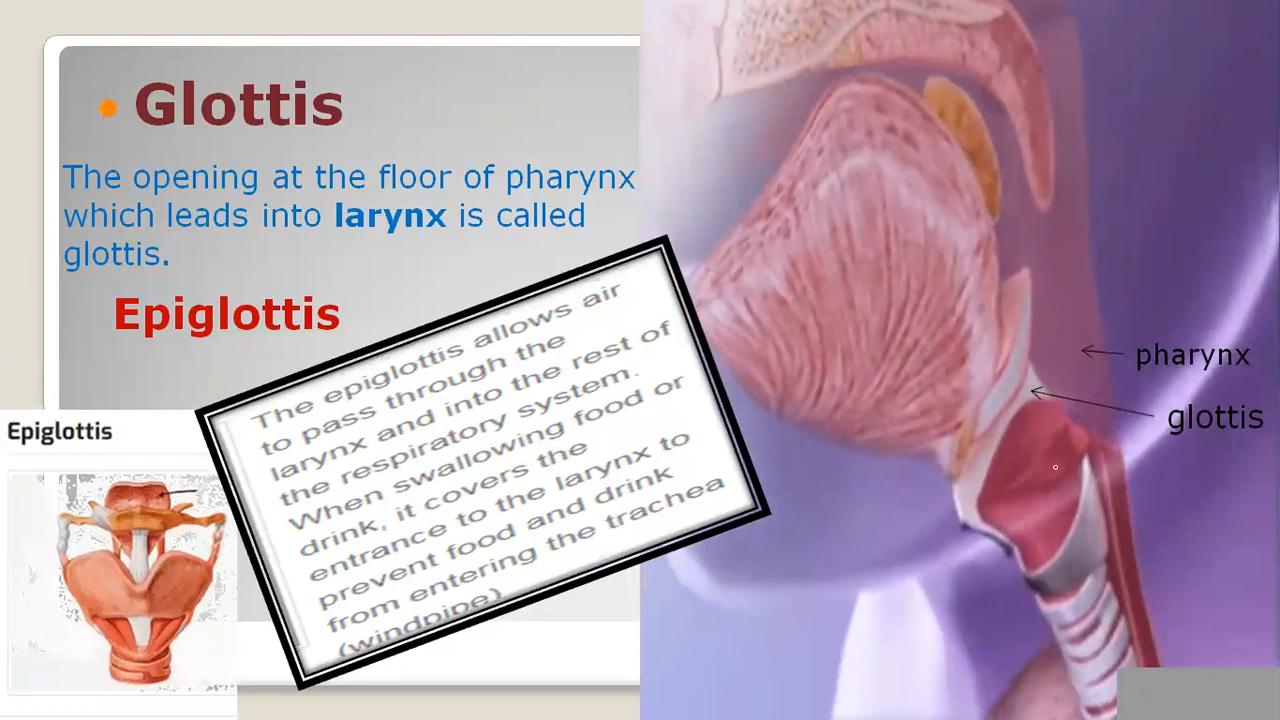 Glottis
The opening at the floor of pharynx
which leads into larynx is called
glottis.
Epiglottis
The epiglottis allows air
to pass through the
larynx and into the rest of
the respiratory system.
When swallowing food or
drink, it covers the
entrance to the larynx to
prevent food and drink
from entering the trachea
(windpipe)
Epiglottis
pharynx
glottis